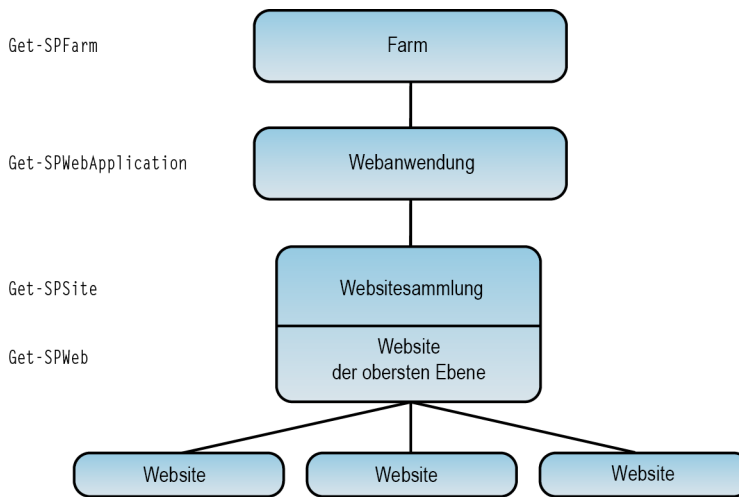 Get-SPFarm
Farm
Get-SPWebApplication
Webanwendung
Get-SPSite
Websitesammlung
Get-SPWeb
Website
der obersten Ebene
Website
Website
Website